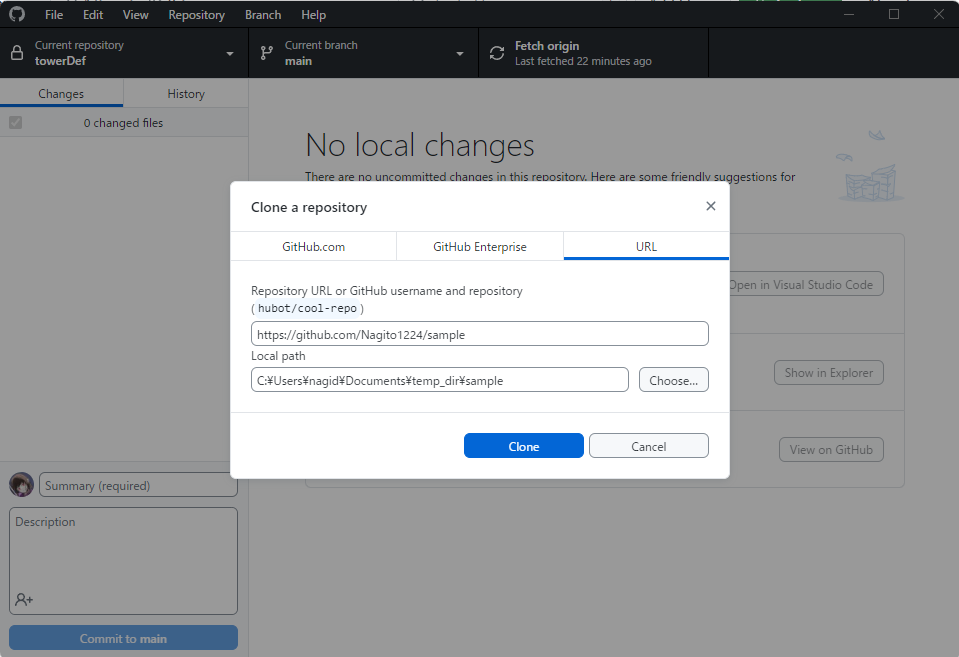 File Edit View Repository Branch Help
Current repository
towerDef
Current branch
main
Fetch origin
Last fetched 22 minutes ago
Changes History
0 changed files
No local changes
There are no uncommitted changes in this repository. Here are some friendly suggestions for
Clone a repository
GitHub.com GitHub Enterprise URL
Repository URL or GitHub username and repository
(hubot/cool-repo)
https://github.com/Nagito1224/sample
Local path
C:¥Users¥nagid¥Documents¥temp_dir¥sample
Choose...
Clone Cancel
Open in Visual Studio Code
Show in Explorer
View on GitHub
Summary (required)
Description
Commit to main